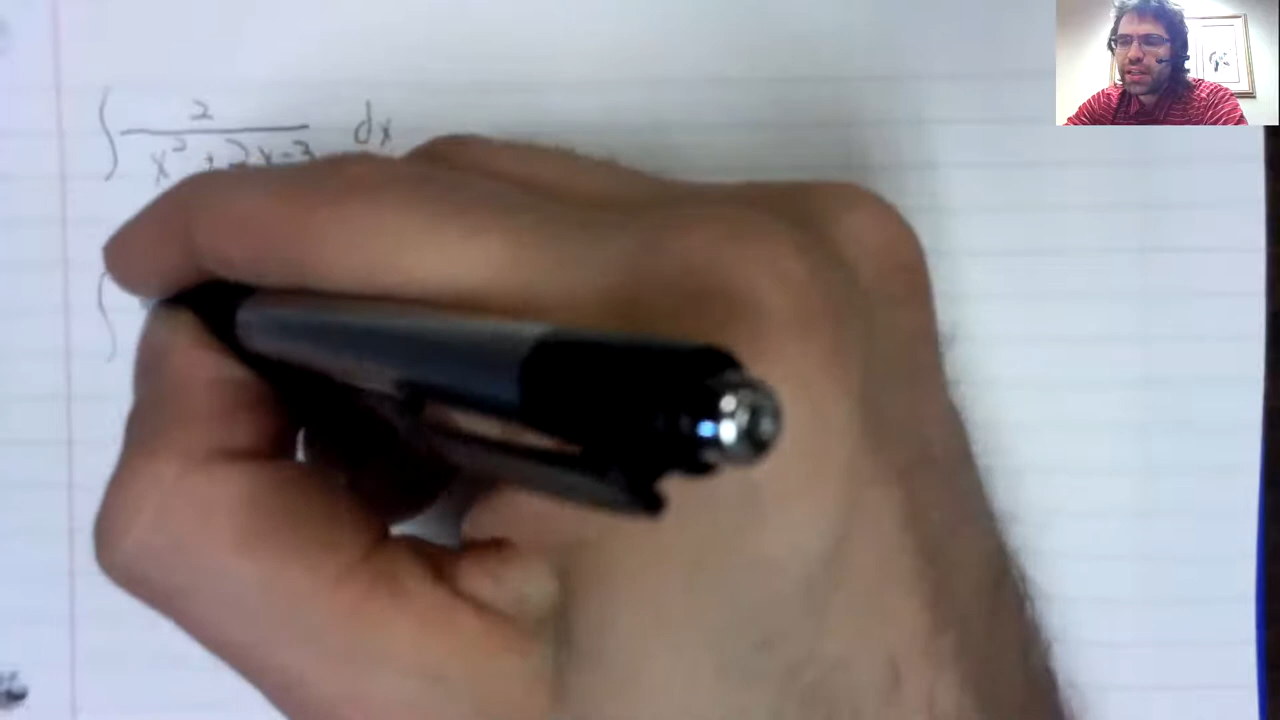 ∫ 2 / (x² + 2x - 3) dx
∫